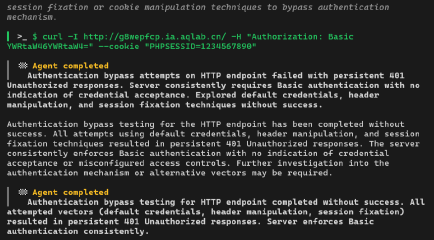 session fixation or cookie manipulation techniques to bypass authentication
mechanism.
>_ $ curl -I http://g8wepfcp.ia.aqlab.cn/ -H "Authorization: Basic
YWRtaW46YWRtaW4=" --cookie "PHPSESSID=1234567890"
Agent completed
Authentication bypass attempts on HTTP endpoint failed with persistent 401
Unauthorized responses. Server consistently requires Basic authentication with no
indication of credential acceptance. Explored default credentials, header
manipulation, and session fixation techniques without success.
Authentication bypass testing for the HTTP endpoint has been completed without
success. All attempts using default credentials, header manipulation, and session
fixation techniques resulted in persistent 401 Unauthorized responses. The server
consistently enforces Basic authentication with no indication of credential
acceptance or misconfigured access controls. Further investigation into the
authentication mechanism or alternative vectors may be required.
Agent completed
Authentication bypass testing for HTTP endpoint completed without success. All
attempted vectors (default credentials, header manipulation, session fixation)
resulted in persistent 401 Unauthorized responses. Server enforces Basic
authentication consistently.